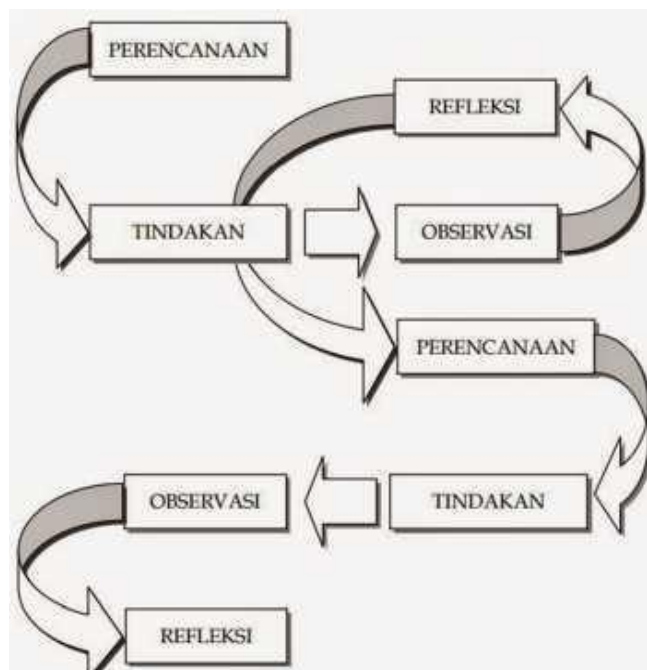 PERENCANAAN
REFLEKSI
TINDAKAN
OBSERVASI
PERENCANAAN
OBSERVASI
TINDAKAN
REFLEKSI